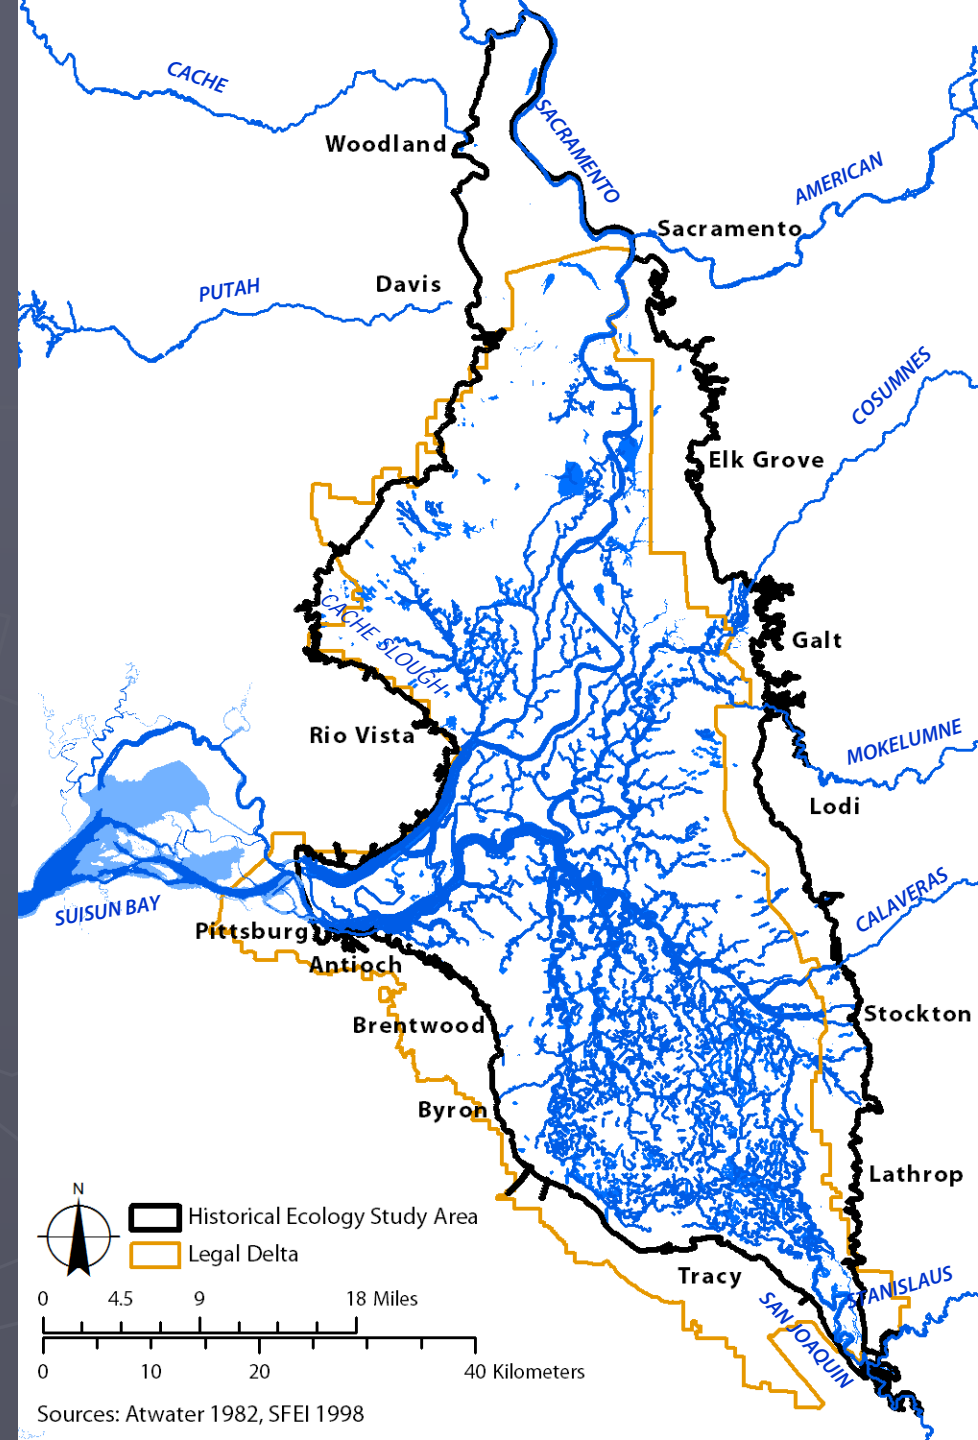 CACHE
SACRAMENTO
Woodland
AMERICAN
Sacramento
Davis
PUTAH
COSUMNES
Elk Grove
CACHE SLOUGH
Galt
Rio Vista
MOKELUMNE
Lodi
SUISUN BAY
CALAVERAS
Pittsburg
Antioch
Stockton
Brentwood
Byron
Lathrop
N
Historical Ecology Study Area
Legal Delta
Tracy
STANISLAUS
SAN JOAQUIN
0 4.5 9 18 Miles
0 10 20 40 Kilometers
Sources: Atwater 1982, SFEI 1998